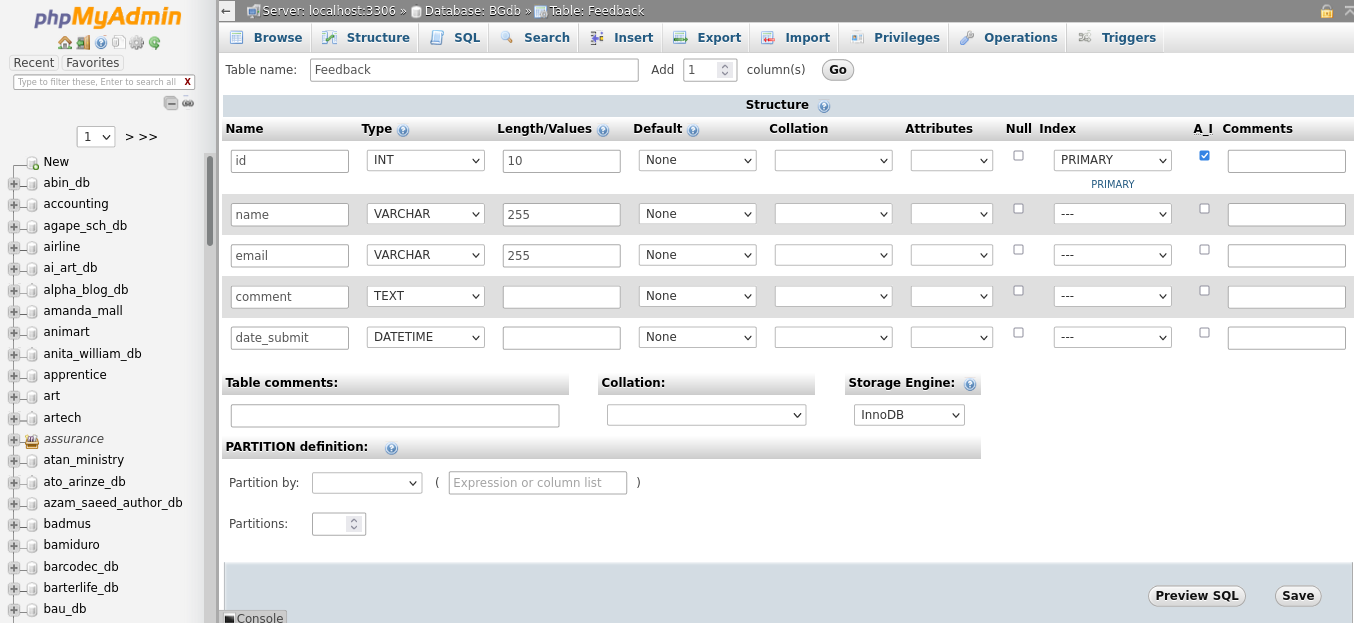 phpMyAdmin
Recent Favorites
Type to filter these, Enter to search all X
1 > >>
New
abin_db
accounting
agape_sch_db
airline
ai_art_db
alpha_blog_db
amanda_mall
animart
anita_william_db
apprentice
art
artech
assurance
atan_ministry
ato_arinze_db
azam_saeed_author_db
badmus
bamiduro
barcodec_db
barterlife_db
bau_db
Server: localhost:3306 » Database: BGdb » Table: Feedback
Browse Structure SQL Search Insert Export Import Privileges Operations Triggers
Table name: Feedback Add 1 column(s) Go
Structure
Name Type Length/Values Default Collation Attributes Null Index A_I Comments
id INT 10 None PRIMARY
PRIMARY
name VARCHAR 255 None ---
email VARCHAR 255 None ---
comment TEXT None ---
date_submit DATETIME None ---
Table comments: Collation: Storage Engine:
InnoDB
PARTITION definition:
Partition by: ( Expression or column list )
Partitions:
Preview SQL Save
Console